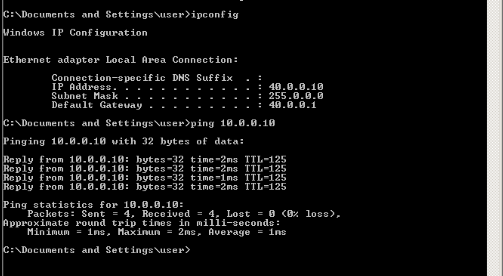 C:\Documents and Settings\user>ipconfig
Windows IP Configuration
Ethernet adapter Local Area Connection:
Connection-specific DNS Suffix . :
IP Address. . . . . . . . . . . . : 40.0.0.10
Subnet Mask . . . . . . . . . . . : 255.0.0.0
Default Gateway . . . . . . . . . : 40.0.0.1
C:\Documents and Settings\user>ping 10.0.0.10
Pinging 10.0.0.10 with 32 bytes of data:
Reply from 10.0.0.10: bytes=32 time=2ms TTL=125
Reply from 10.0.0.10: bytes=32 time=2ms TTL=125
Reply from 10.0.0.10: bytes=32 time=1ms TTL=125
Reply from 10.0.0.10: bytes=32 time=2ms TTL=125
Ping statistics for 10.0.0.10:
Packets: Sent = 4, Received = 4, Lost = 0 (0% loss),
Approximate round trip times in milli-seconds:
Minimum = 1ms, Maximum = 2ms, Average = 1ms
C:\Documents and Settings\user>